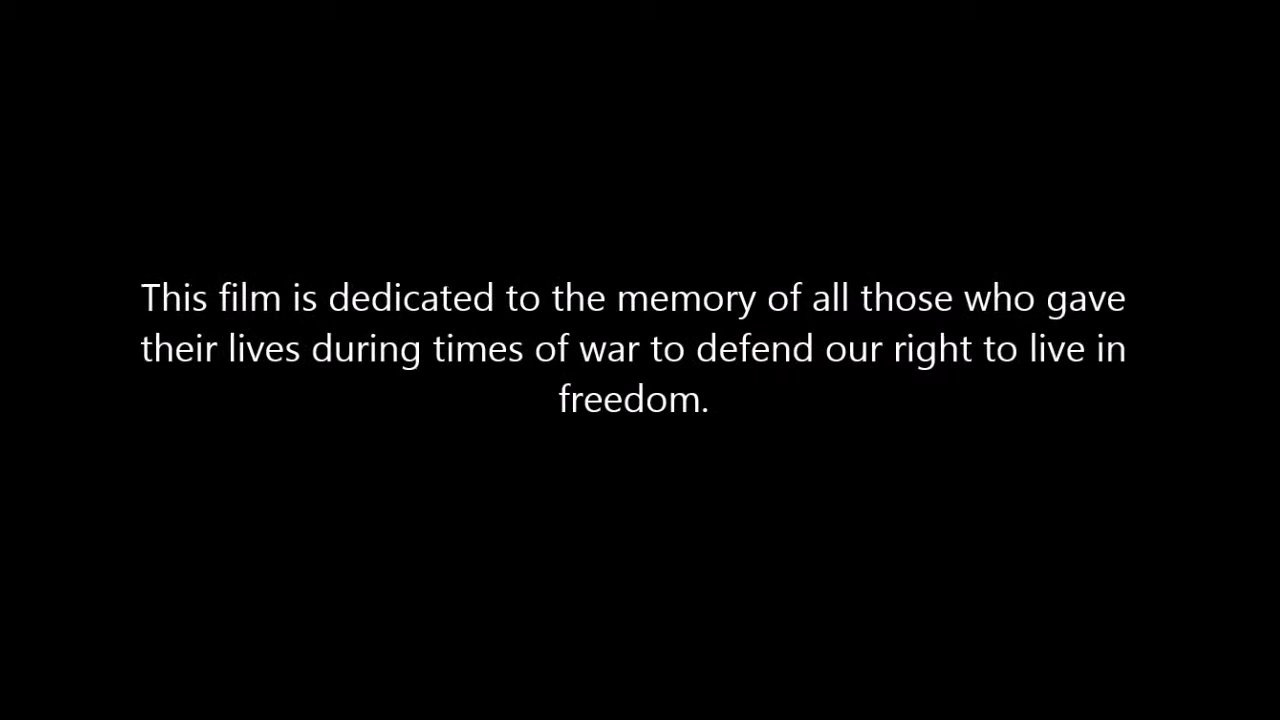 This film is dedicated to the memory of all those who gave
their lives during times of war to defend our right to live in
freedom.